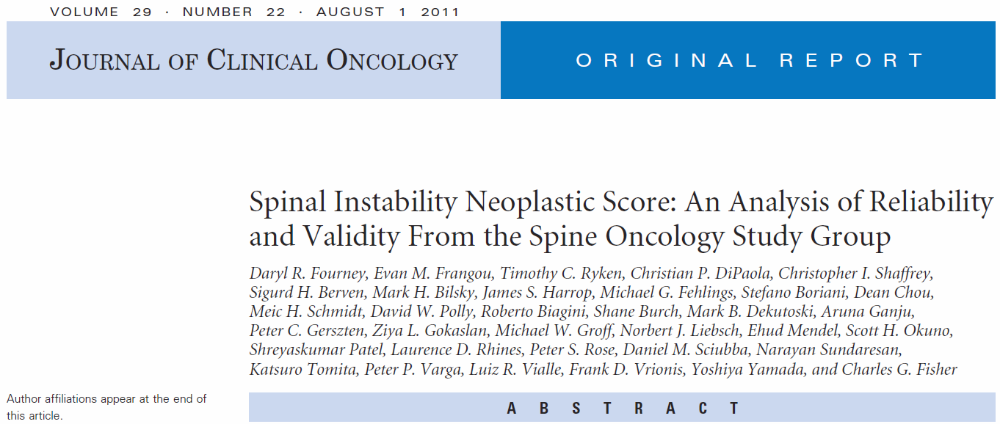 VOLUME 29 · NUMBER 22 · AUGUST 1 2011
JOURNAL OF CLINICAL ONCOLOGY
ORIGINAL REPORT
Spinal Instability Neoplastic Score: An Analysis of Reliability
and Validity From the Spine Oncology Study Group
Daryl R. Fourney, Evan M. Frangou, Timothy C. Ryken, Christian P. DiPaola, Christopher I. Shaffrey,
Sigurd H. Berven, Mark H. Bilsky, James S. Harrop, Michael G. Fehlings, Stefano Boriani, Dean Chou,
Meic H. Schmidt, David W. Polly, Roberto Biagini, Shane Burch, Mark B. Dekutoski, Aruna Ganju,
Peter C. Gerszten, Ziya L. Gokaslan, Michael W. Groff, Norbert J. Liebsch, Ehud Mendel, Scott H. Okuno,
Shreyaskumar Patel, Laurence D. Rhines, Peter S. Rose, Daniel M. Sciubba, Narayan Sundaresan,
Katsuro Tomita, Peter P. Varga, Luiz R. Vialle, Frank D. Vrionis, Yoshiya Yamada, and Charles G. Fisher
Author affiliations appear at the end of
this article.
ABSTRACT